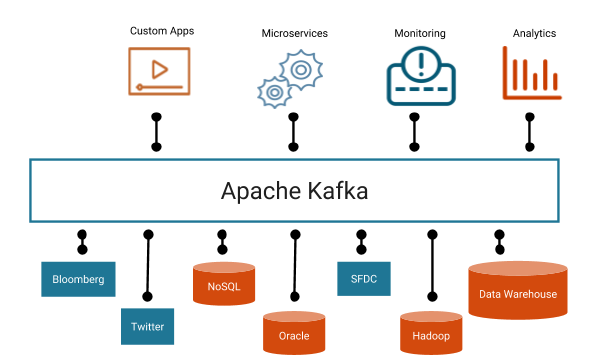 Custom Apps
Microservices
Monitoring
Analytics
Apache Kafka
Bloomberg
Twitter
NoSQL
Oracle
SFDC
Hadoop
Data Warehouse